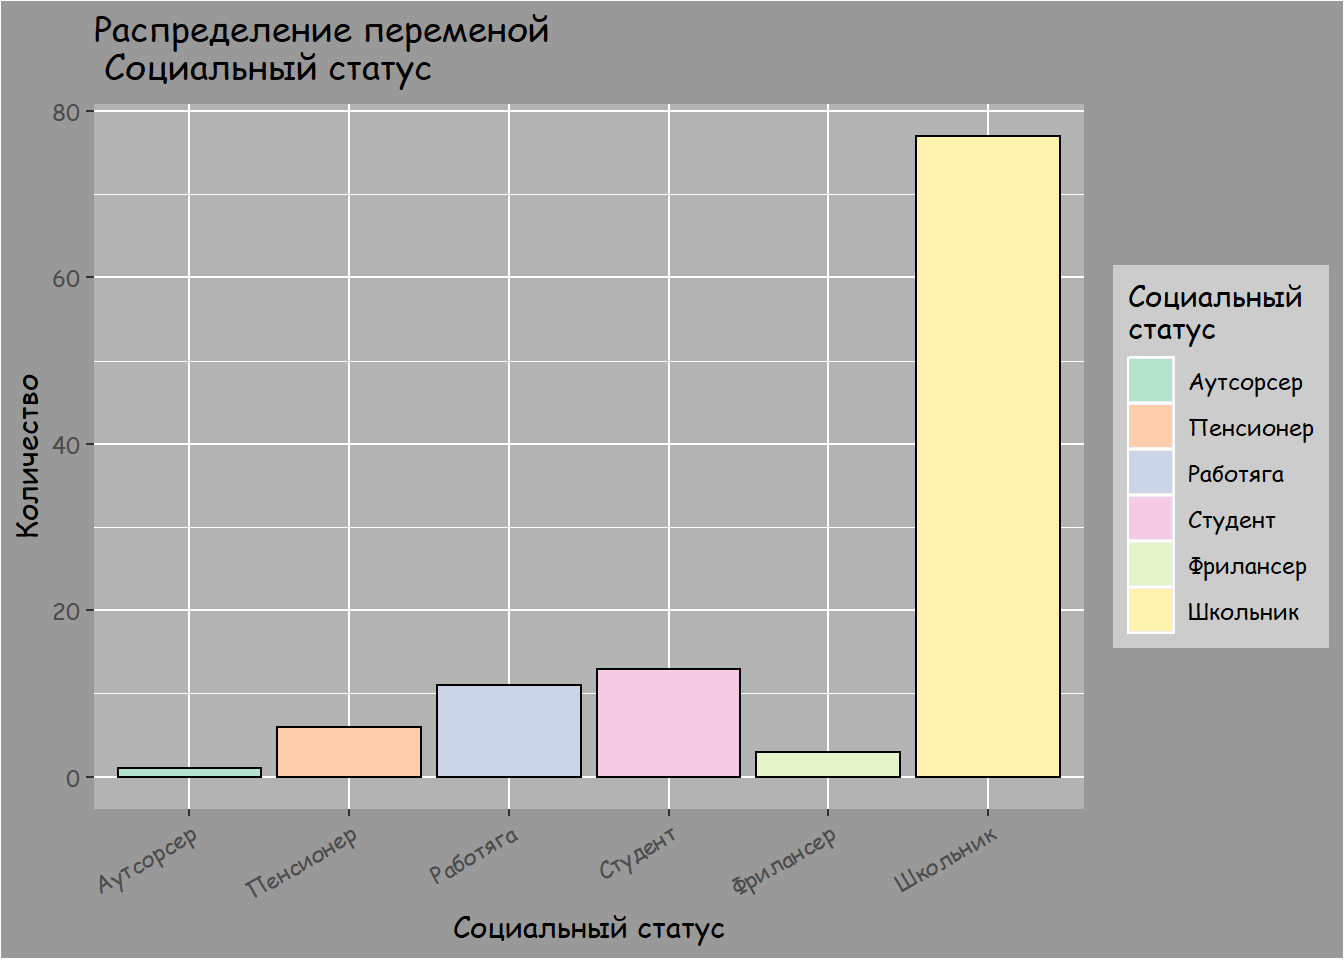 Распределение переменой
Социальный статус
80
60
40
20
0
Количество
Аутсорсер
Пенсионер
Работяга
Студент
Фрилансер
Школьник
Социальный статус
Социальный
статус
Аутсорсер
Пенсионер
Работяга
Студент
Фрилансер
Школьник